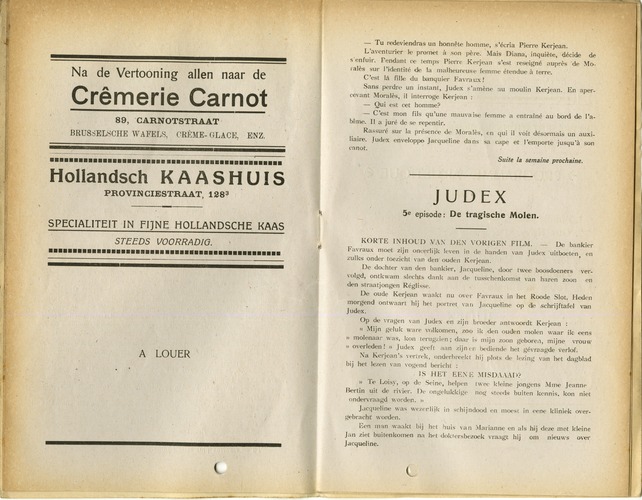 Na de Vertooning allen naar de
Crêmerie Carnot
89, CARNOTSTRAAT
BRUSSELSCHE WAFELS, CRÈME-GLACE, ENZ.
Hollandsch KAASHUIS
PROVINCIESTRAAT, 128³
SPECIALITEIT IN FIJNE HOLLANDSCHE KAAS
STEEDS VOORRADIG.
A LOUER
— Tu redeviendras un honnête homme, s'écria Pierre Kerjean.
L'aventurier le promet à son père. Mais Diana, inquiète, décide de
s'enfuir. Pendant ce temps Pierre Kerjean s'est renseigné auprès de Mo-
ralès sur l'identité de la malheureuse femme étendue à terre.
C'est là fille du banquier Favraux!
Sans perdre un instant, Judex s'amène au moulin Kerjean. En aper-
cevant Moralès, il interroge Kerjean :
— Qui est cet homme?
— C'est mon fils qu'une mauvaise femme a entraîné au bord de l'a-
bîme. Il a juré de se repentir.
Rassuré sur la présence de Moralès, en qui il voit désormais un auxi-
liaire. Judex enveloppe Jacqueline dans sa cape et l'emporte jusqu'à son
canot.
Suite la semaine prochaine.
JUDEX
5e episode: De tragische Molen.
KORTE INHOUD VAN DEN VORIGEN FILM. — De bankier
Favraux moet zijn oneerlijk leven in de handen van Judex uitboeten, en
zulks onder toezicht van den ouden Kerjean.
De dochter van den bankier, Jacqueline, door twee boosdoeners ver-
volgd, ontkwam slechts dank aan de tusschenkomst van haren zoon en
den straatjongen Réglisse.
De oude Kerjean waakt nu over Favraux in het Roode Slot. Heden
morgend ontwaart hij het portret van Jacqueline op de schrijftafel van
Judex.
Op de vragen van Judex en zijn broeder antwoordt Kerjean :
« Mijn geluk ware volkomen, zoo ik den ouden molen waar ik eens
» molenaar was, kon terugzien; daar is mijn zoon geboren, mijne vrouw
» overleden! » Judex geeft aan zijnen bediende het gevraagde verlof.
Na Kerjean's vertrek, onderbreekt hij plots de lezing van het dagblad
bij het lezen van vogend bericht :
IS HET EENE MISDAAD?
» Te Loisy, op de Seine, helpen twee kleine jongens Mme Jeanne
Bertin uit de rivier. De ongelukkige nog steeds buiten kennis, kon niet
ondervraagd worden. »
Jacqueline was wezerlijk in schijndood en moest in eene kliniek over-
gebracht worden.
Een man waakt bij het huis van Marianne en als hij deze met kleine
Jan ziet buitenkomen na het doktersbezoek vraagt hij om nieuws over
Jacqueline.